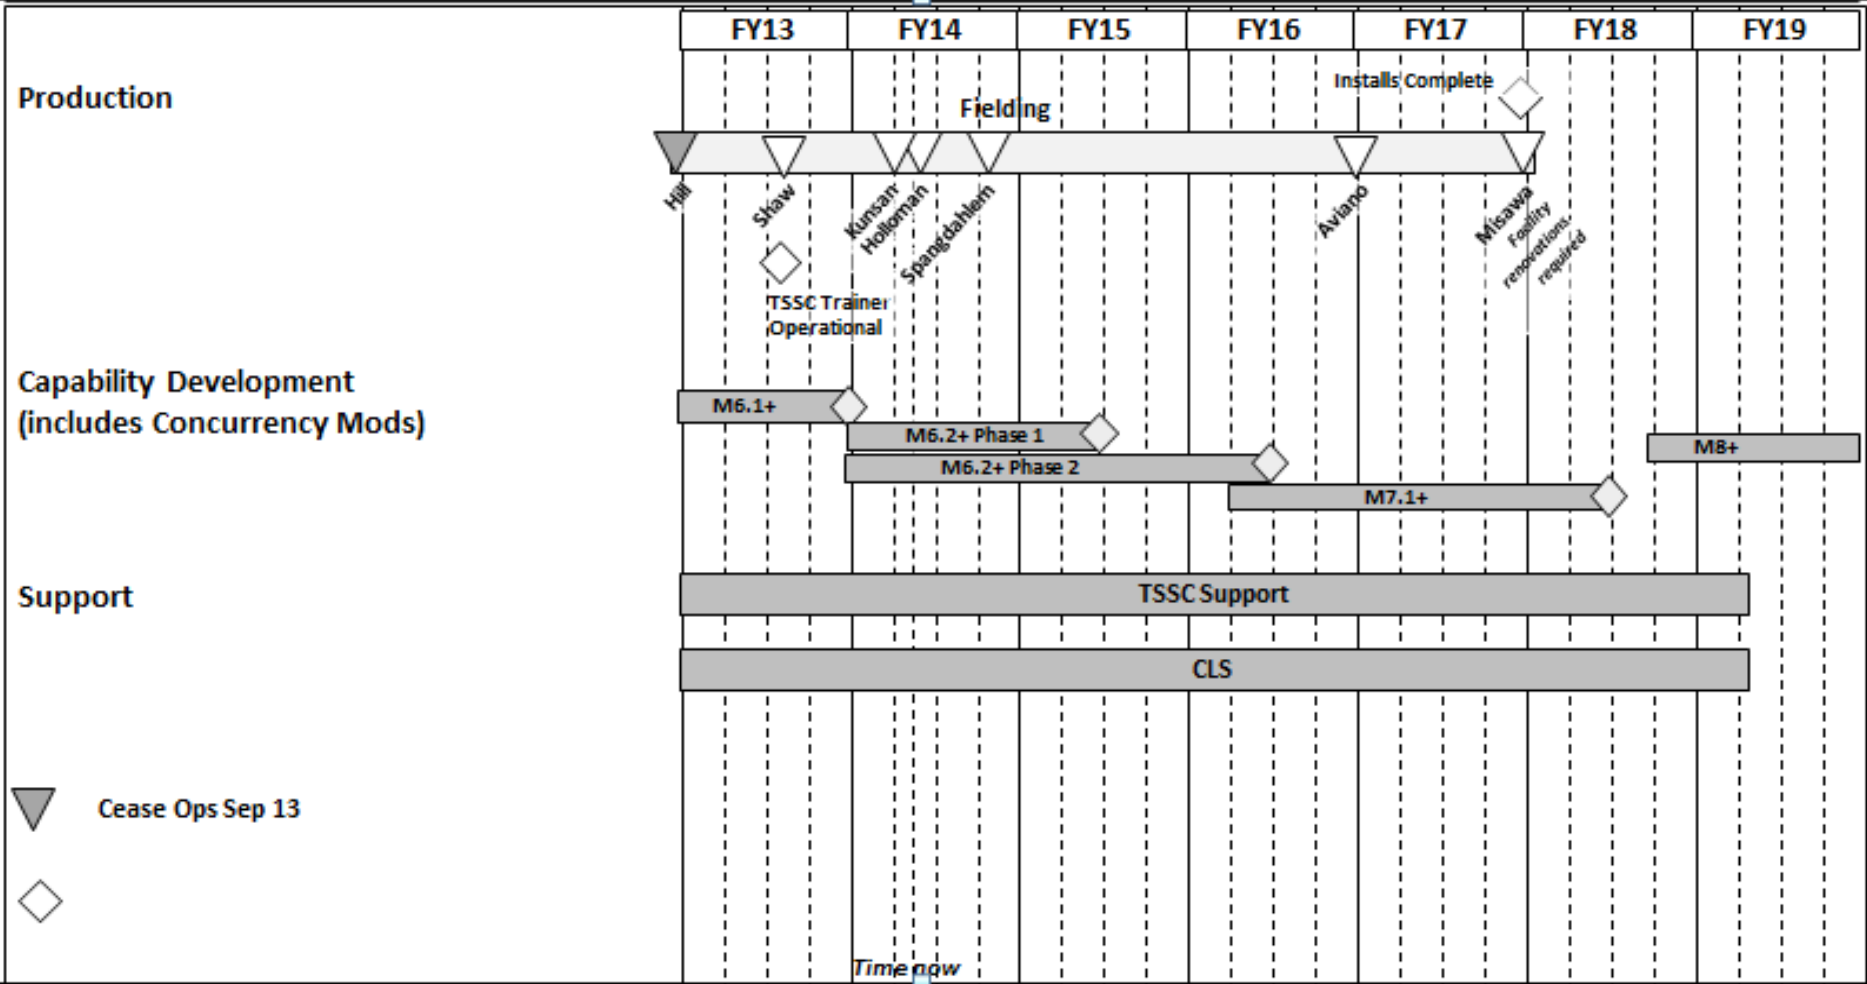 FY13 FY14 FY15 FY16 FY17 FY18 FY19
Installs Complete
Production
Fielding
Hill
Shaw
Kunsan
Holloman
Spangdahlem
Aviano
Misawa
Facility
renovations
required
TSSC Trainer
Operational
Capability Development
(includes Concurrency Mods)
M6.1+
M6.2+ Phase 1
M8+
M6.2+ Phase 2
M7.1+
Support
TSSC Support
CLS
Cease Ops Sep 13
Time now